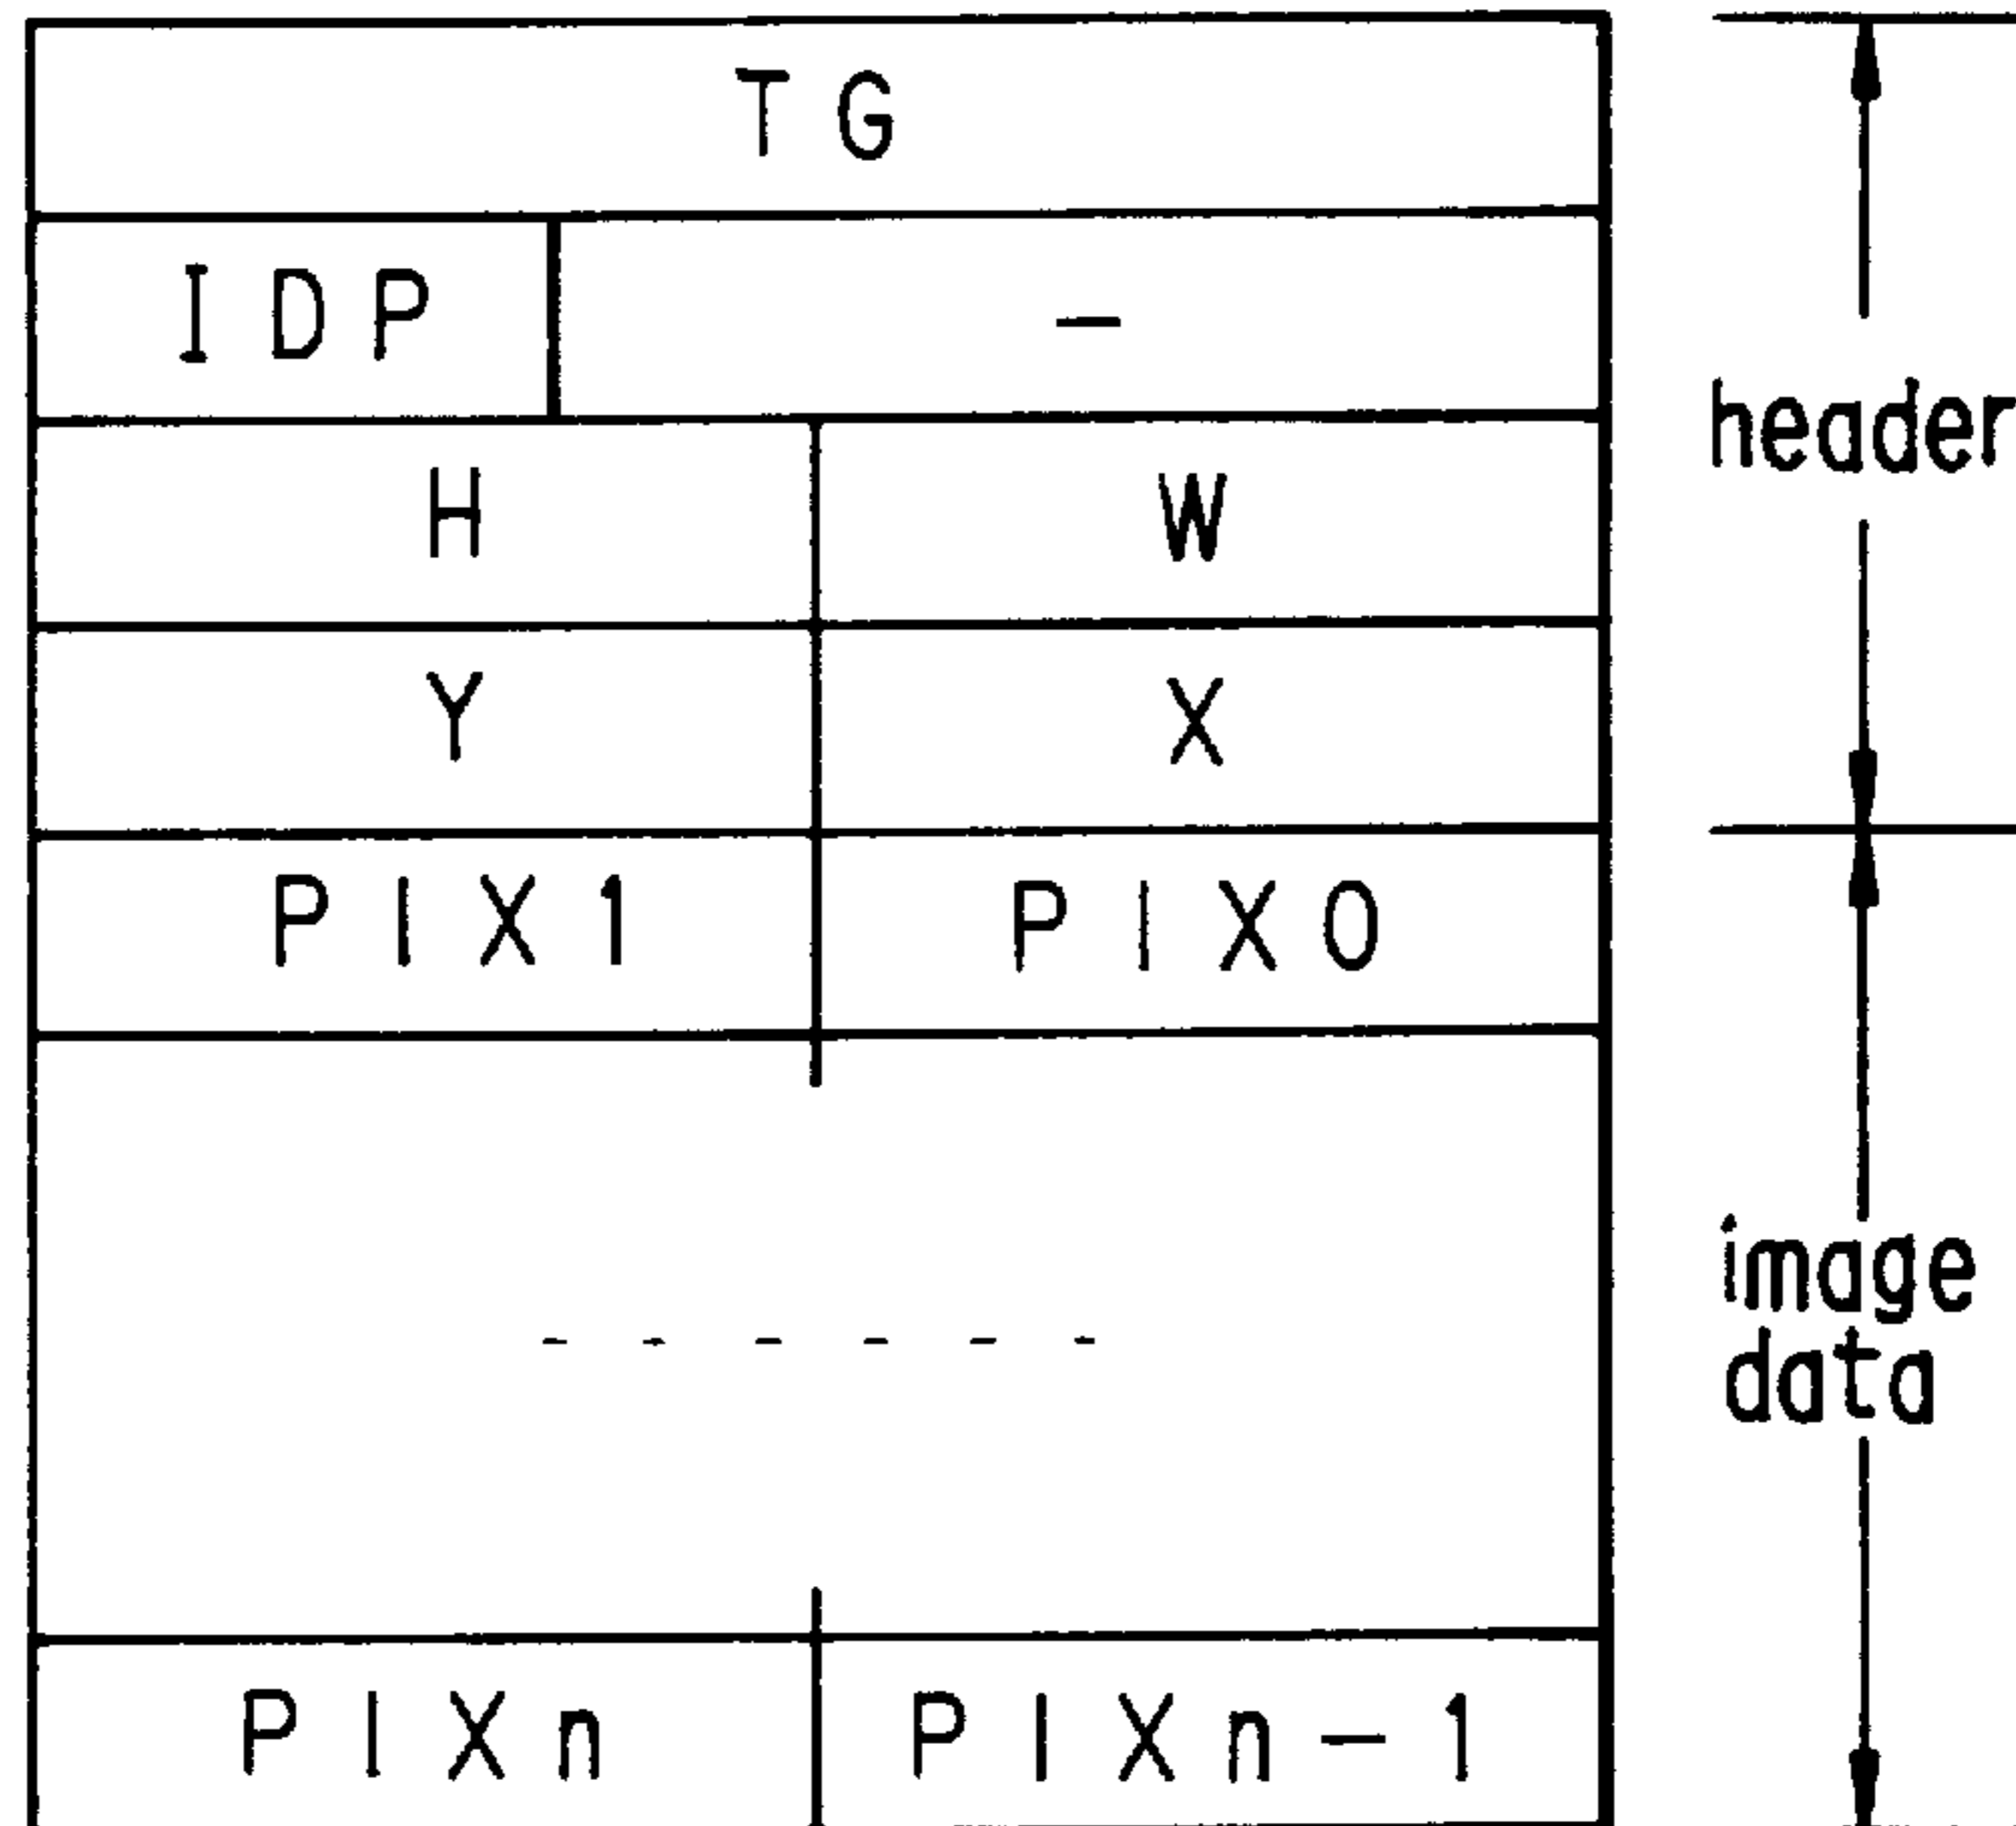 TG
IDP -
header
H W
Y X
PIX1 PIX0
image
data
- - - - - -
PIXn PIXn-1